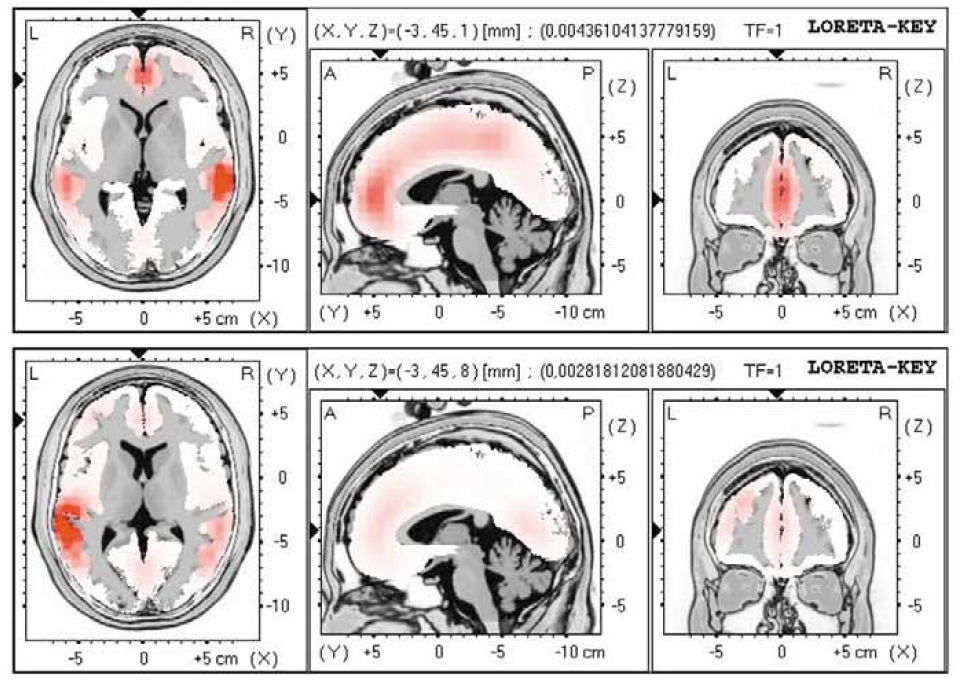 (X, Y, Z)=(-3, 45, 1) [mm] ; (0.00436104137779159) TF=1 LORETA-KEY
L R (Y)
+5
0
-5
-10
-5 0 +5 cm (X)
A P (Z)
+5
0
-5
(Y) +5 0 -5 -10 cm
L R (Z)
+5
0
-5
-5 0 +5 cm (X)
(X, Y, Z)=(-3, 45, 8) [mm] ; (0.00281812081880429) TF=1 LORETA-KEY
L R (Y)
+5
0
-5
-10
-5 0 +5 cm (X)
A P (Z)
+5
0
-5
(Y) +5 0 -5 -10 cm
L R (Z)
+5
0
-5
-5 0 +5 cm (X)